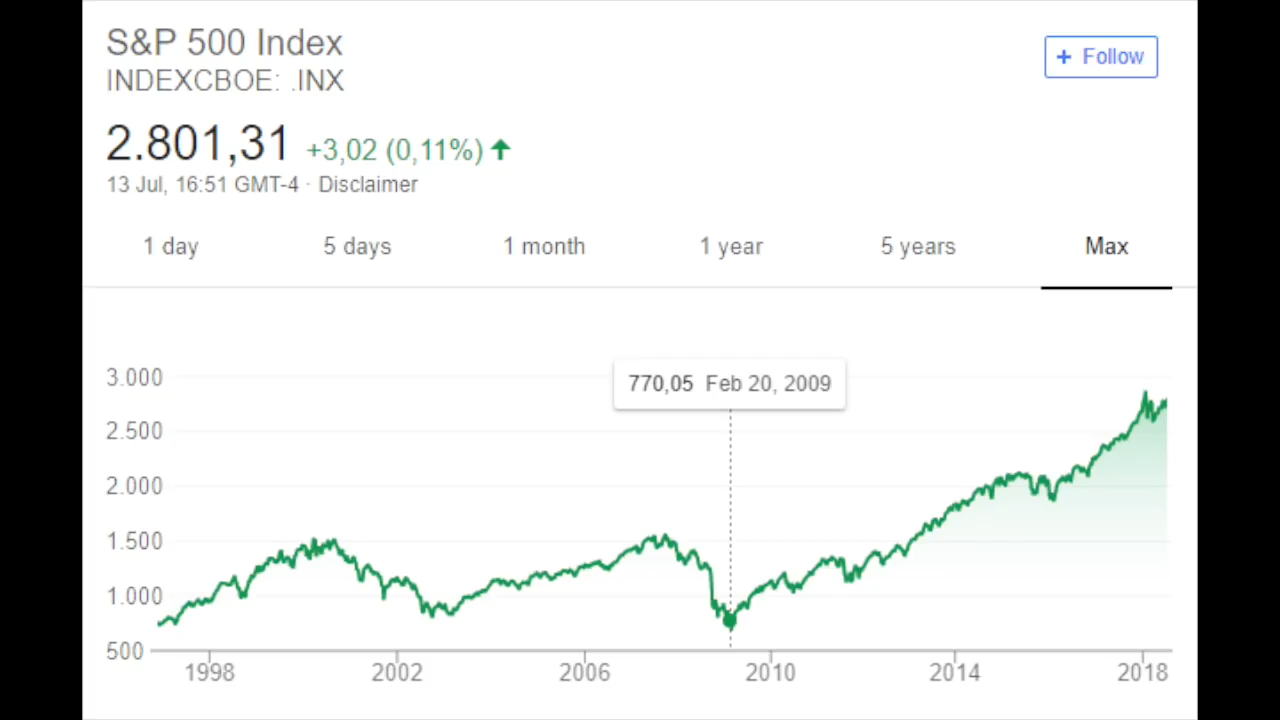 S&P 500 Index
INDEXCBOE: .INX
+ Follow
2.801,31 +3,02 (0,11%)
13 Jul, 16:51 GMT-4 · Disclaimer
1 day 5 days 1 month 1 year 5 years Max
770,05 Feb 20, 2009
3.000
2.500
2.000
1.500
1.000
500
1998 2002 2006 2010 2014 2018